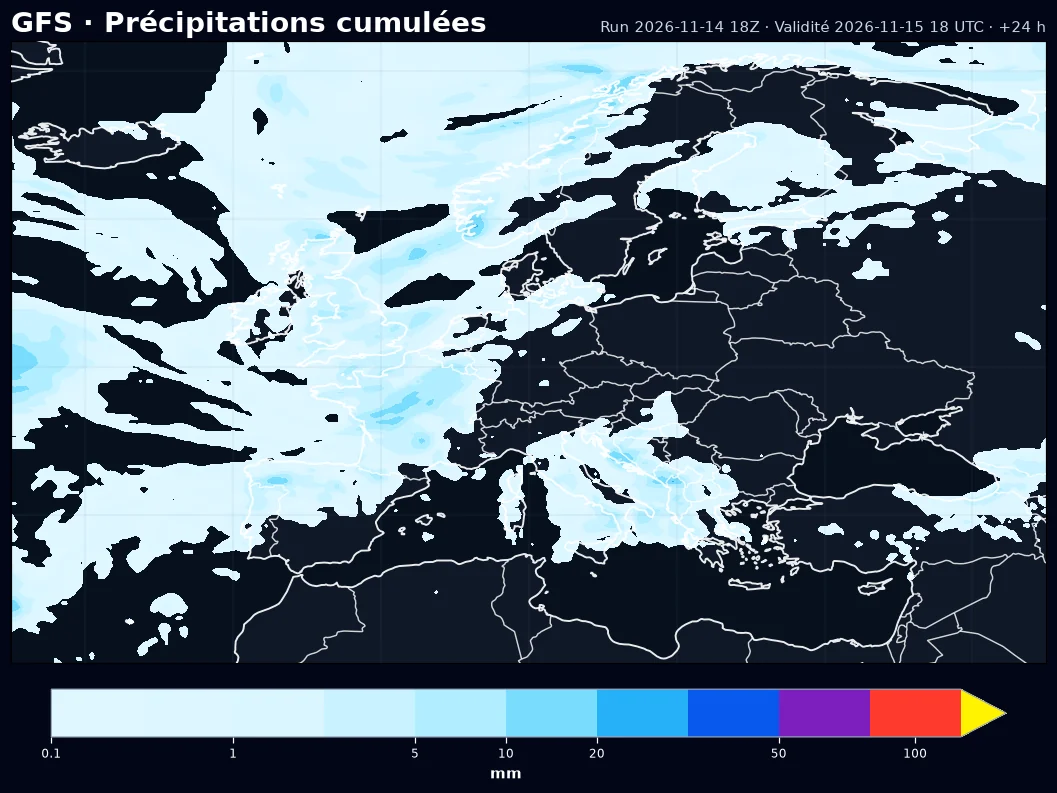 GFS · Précipitations cumulées
Run 2026-11-14 18Z · Validité 2026-11-15 18 UTC · +24 h
0.1 1 5 10 20 50 100
mm